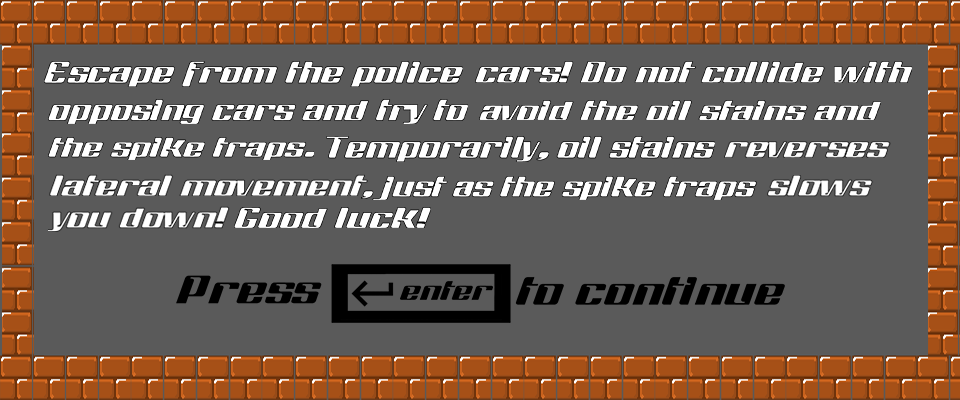 Escape from the police cars! Do not collide with
opposing cars and try to avoid the oil stains and
the spike traps. Temporarily, oil stains reverses
lateral movement, just as the spike traps slows
you down! Good luck!
Press enter to continue